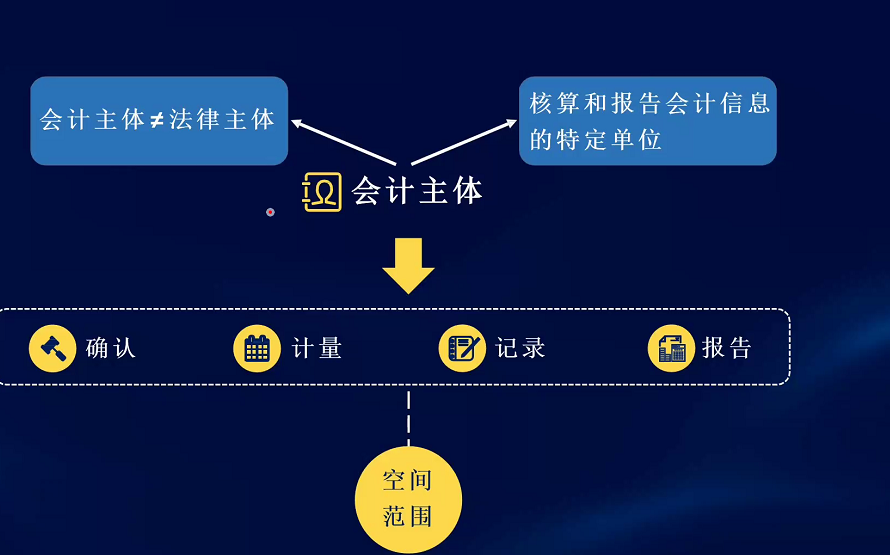 会计主体≠法律主体
核算和报告会计信息
的特定单位
会计主体
确认
计量
记录
报告
空间
范围